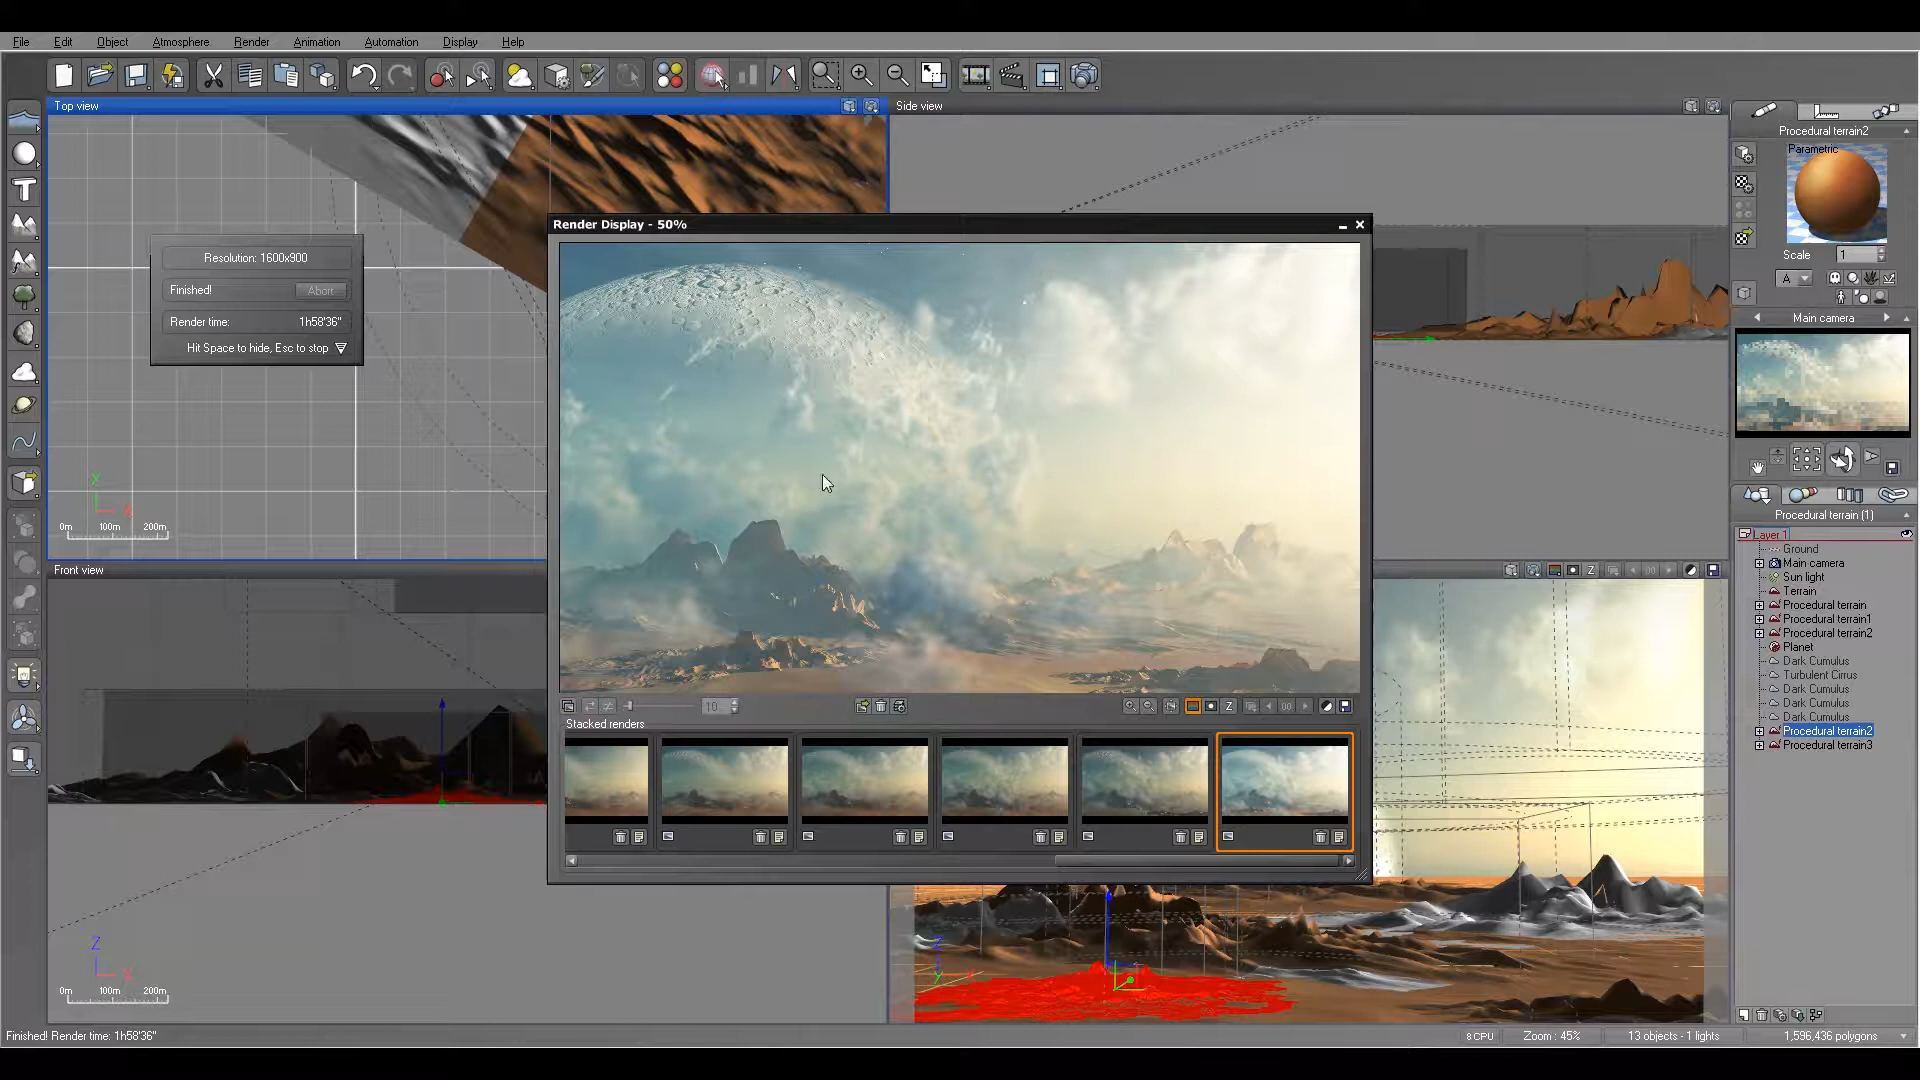 File Edit Object Atmosphere Render Animation Automation Display Help
Top view
Side view
Procedural terrain2
Parametric
Scale 1
A
Main camera
Render Display - 50%
Resolution: 1600x900
Finished! Abort
Render time: 1h58'36"
Hit Space to hide, Esc to stop
X
X
0m 100m 200m
Front view
Z
10
Z
Stacked renders
Procedural terrain (1)
Layer 1
Ground
Main camera
Sun light
Terrain
Procedural terrain
Procedural terrain1
Procedural terrain2
Planet
Dark Cumulus
Turbulent Cirrus
Dark Cumulus
Dark Cumulus
Dark Cumulus
Procedural terrain2
Procedural terrain3
Z
X
0m 100m 200m
Z
Y
Finished! Render time: 1h58'36" 8 CPU Zoom : 45% 13 objects - 1 lights 1,596,436 polygons